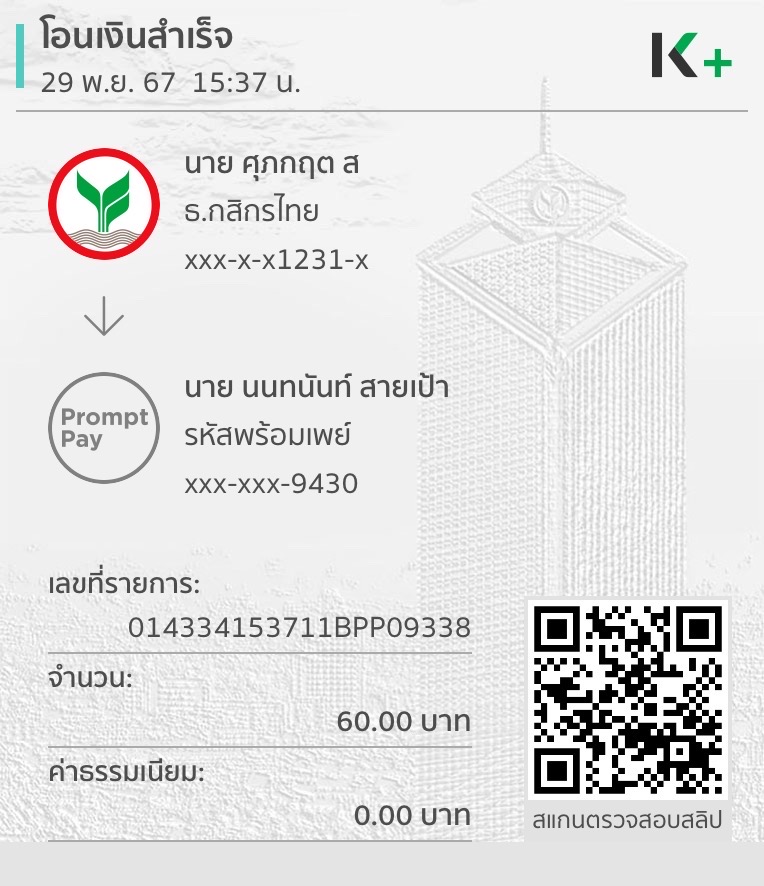 โอนเงินสำเร็จ
29 พ.ย. 67 15:37 น.
K+
นาย ศุภกฤต ส
ธ.กสิกรไทย
xxx-x-x1231-x
นาย นนทนันท์ สายเป้า
Prompt Pay
รหัสพร้อมเพย์
xxx-xxx-9430
เลขที่รายการ:
014334153711BPP09338
จำนวน:
60.00 บาท
ค่าธรรมเนียม:
0.00 บาท
สแกนตรวจสอบสลิป